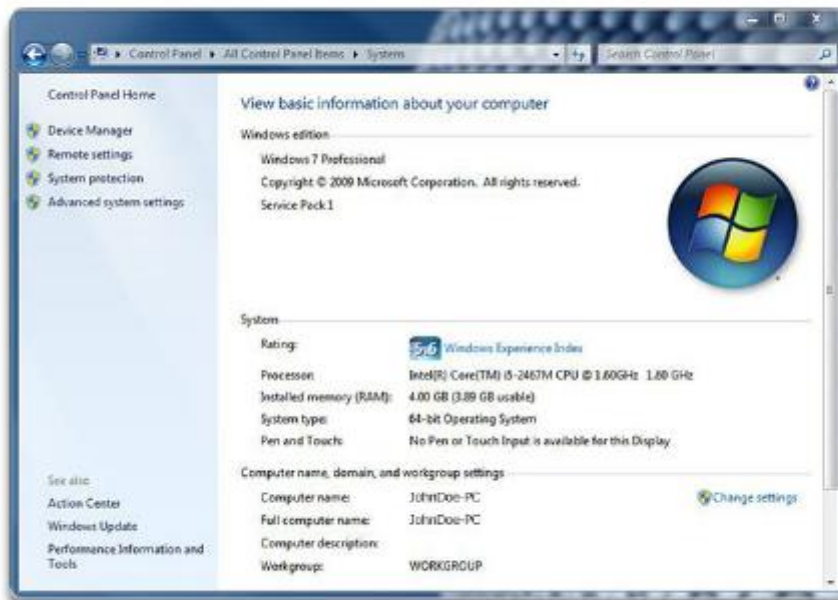 Control Panel ▸ All Control Panel Items ▸ System
Search Control Panel
Control Panel Home
Device Manager
Remote settings
System protection
Advanced system settings
See also
Action Center
Windows Update
Performance Information and
Tools
View basic information about your computer
Windows edition
Windows 7 Professional
Copyright © 2009 Microsoft Corporation. All rights reserved.
Service Pack 1
System
Rating: 5,6 Windows Experience Index
Processor: Intel(R) Core(TM) i5-2467M CPU @ 1.60GHz 1.60 GHz
Installed memory (RAM): 4.00 GB (3.89 GB usable)
System type: 64-bit Operating System
Pen and Touch: No Pen or Touch Input is available for this Display
Computer name, domain, and workgroup settings
Computer name: JohnDoe-PC
Change settings
Full computer name: JohnDoe-PC
Computer description:
Workgroup: WORKGROUP